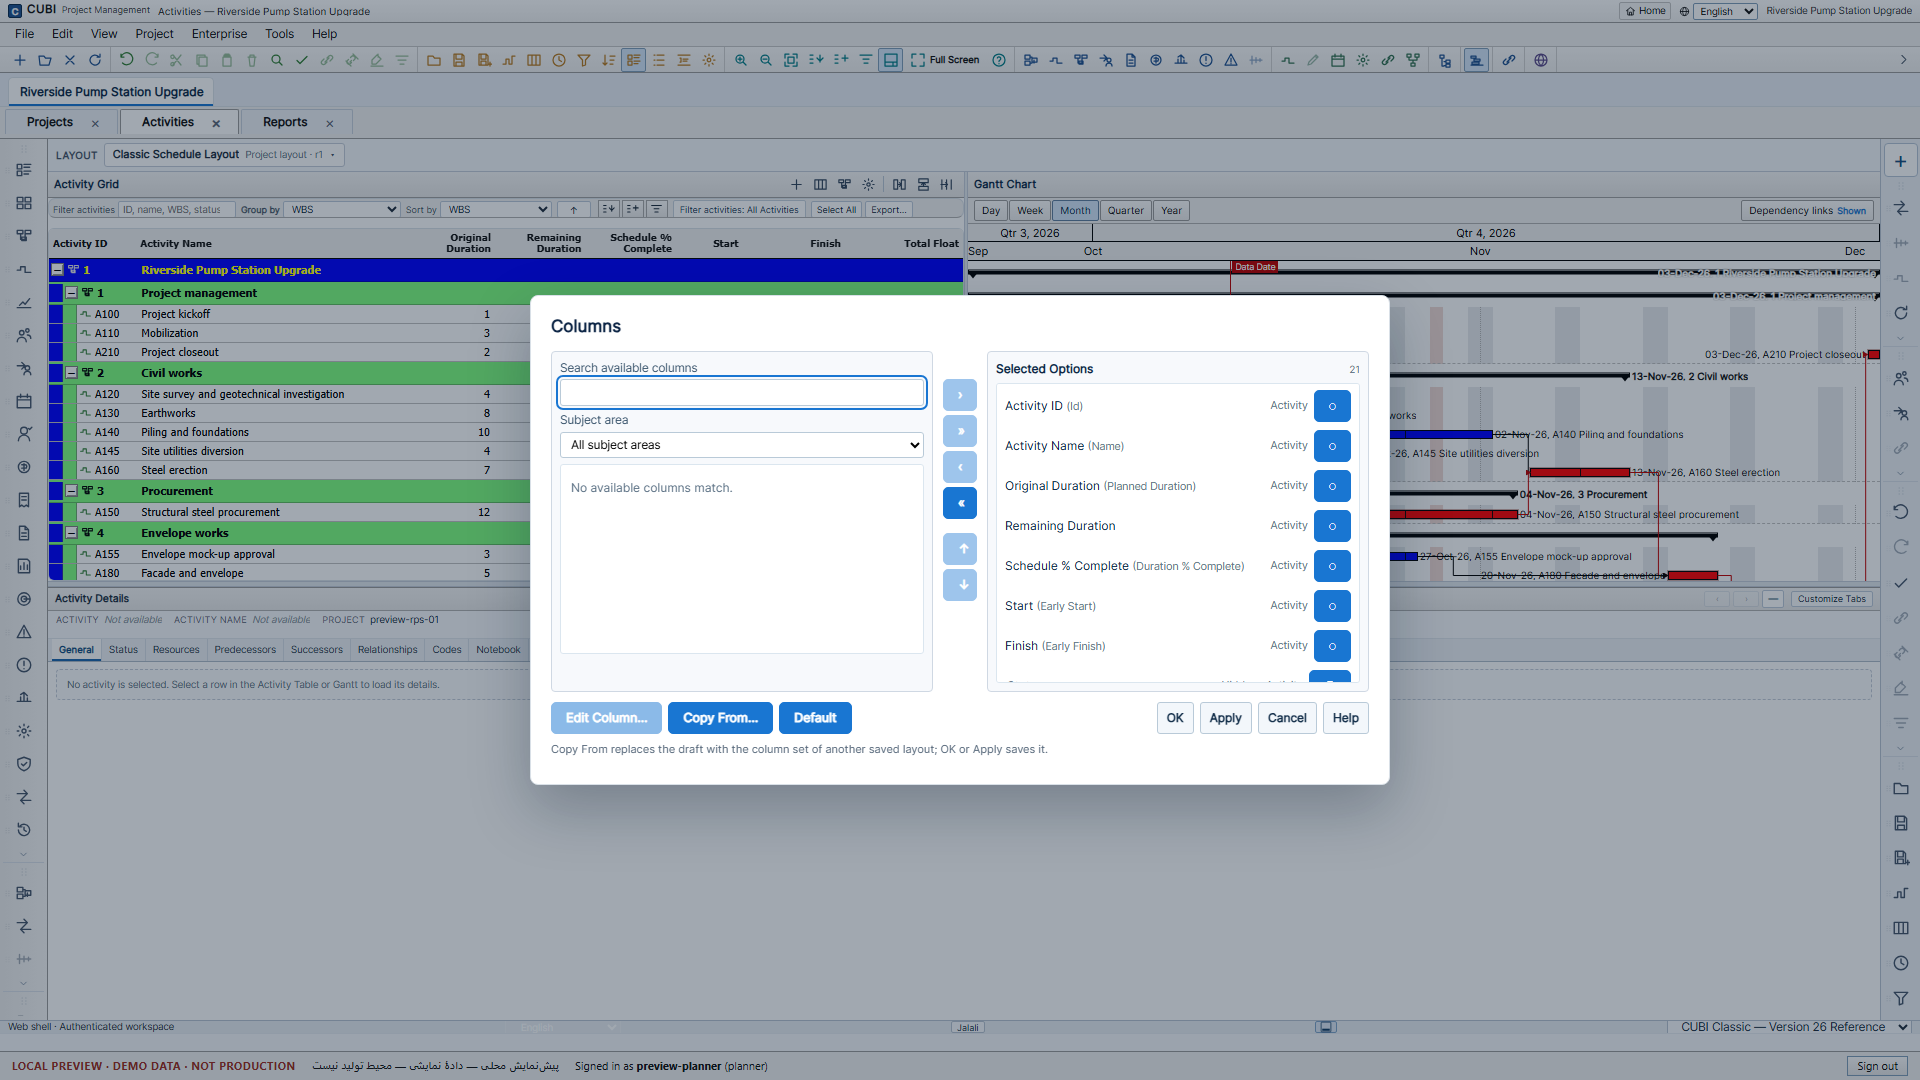 CUBI Project Management Activities — Riverside Pump Station Upgrade
Home English Riverside Pump Station Upgrade
File Edit View Project Enterprise Tools Help
Full Screen
Riverside Pump Station Upgrade
Projects Activities Reports
LAYOUT Classic Schedule Layout Project layout · r1
Activity Grid
Gantt Chart
Filter activities ID, name, WBS, status Group by WBS Sort by WBS Filter activities: All Activities Select All Export...
Day Week Month Quarter Year Dependency links Shown
Activity ID Activity Name Original Duration Remaining Duration Schedule % Complete Start Finish Total Float
Qtr 3, 2026 Qtr 4, 2026
Sep Oct Nov Dec
Data Date
1 Riverside Pump Station Upgrade
03-Dec-26, 1 Riverside Pump Station Upgrade
1 Project management
03-Dec-26, 1 Project management
A100 Project kickoff 1
A110 Mobilization 3
A210 Project closeout 2
03-Dec-26, A210 Project closeout
2 Civil works
13-Nov-26, 2 Civil works
A120 Site survey and geotechnical investigation 4
A130 Earthworks 8
works
A140 Piling and foundations 10
02-Nov-26, A140 Piling and foundations
A145 Site utilities diversion 4
-26, A145 Site utilities diversion
A160 Steel erection 7
13-Nov-26, A160 Steel erection
3 Procurement
04-Nov-26, 3 Procurement
A150 Structural steel procurement 12
04-Nov-26, A150 Structural steel procurement
4 Envelope works
A155 Envelope mock-up approval 3
27-Oct-26, A155 Envelope mock-up approval
A180 Facade and envelope 5
20-Nov-26, A180 Facade and envelope
Columns
Search available columns
Subject area
All subject areas
No available columns match.
Selected Options 21
Activity ID (Id) Activity
Activity Name (Name) Activity
Original Duration (Planned Duration) Activity
Remaining Duration Activity
Schedule % Complete (Duration % Complete) Activity
Start (Early Start) Activity
Finish (Early Finish) Activity
Edit Column... Copy From... Default
OK Apply Cancel Help
Copy From replaces the draft with the column set of another saved layout; OK or Apply saves it.
Activity Details
Customize Tabs
ACTIVITY Not available ACTIVITY NAME Not available PROJECT preview-rps-01
General Status Resources Predecessors Successors Relationships Codes Notebook
No activity is selected. Select a row in the Activity Table or Gantt to load its details.
Web shell · Authenticated workspace
English
Jalali
CUBI Classic — Version 26 Reference
LOCAL PREVIEW · DEMO DATA · NOT PRODUCTION پیش‌نمایش محلی — دادهٔ نمایشی — محیط تولید نیست Signed in as preview-planner (planner)
Sign out